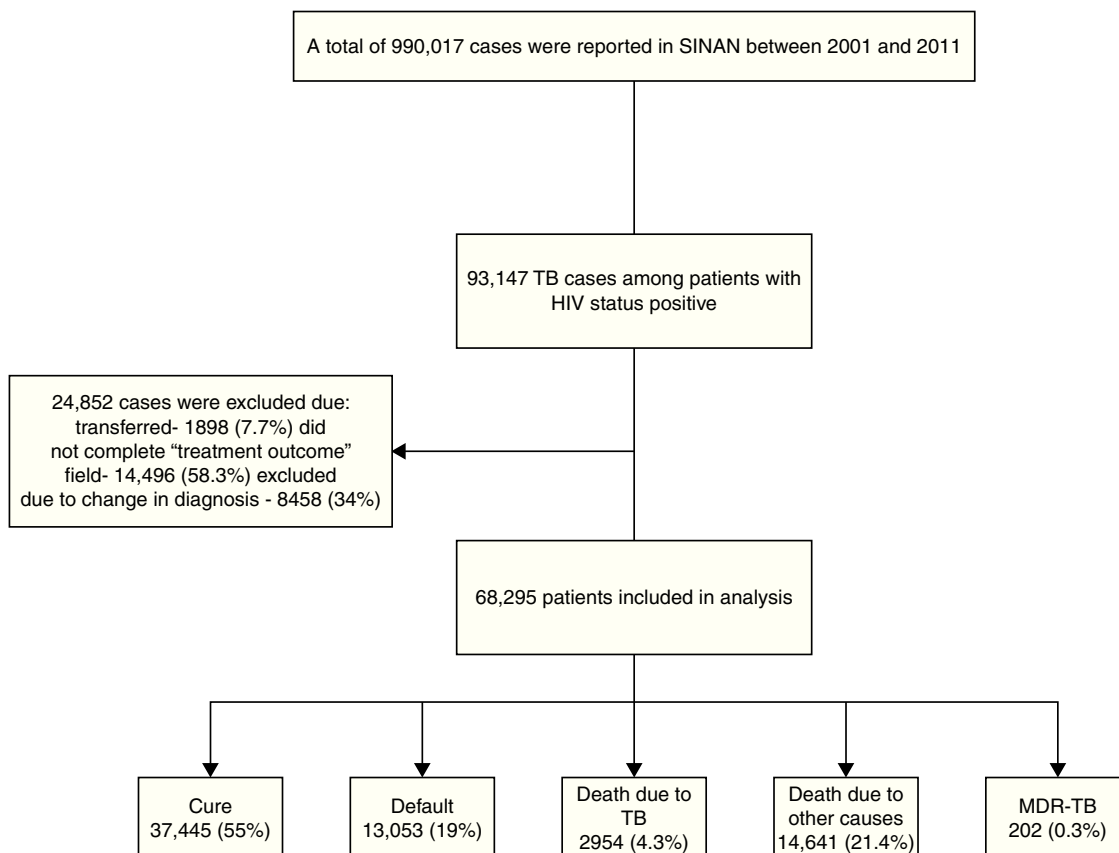 A total of 990,017 cases were reported in SINAN between 2001 and 2011
93,147 TB cases among patients with
HIV status positive
24,852 cases were excluded due:
transferred- 1898 (7.7%) did
not complete “treatment outcome”
field- 14,496 (58.3%) excluded
due to change in diagnosis - 8458 (34%)
68,295 patients included in analysis
Cure
37,445 (55%)
Default
13,053 (19%)
Death due to
TB
2954 (4.3%)
Death due to
other causes
14,641 (21.4%)
MDR-TB
202 (0.3%)